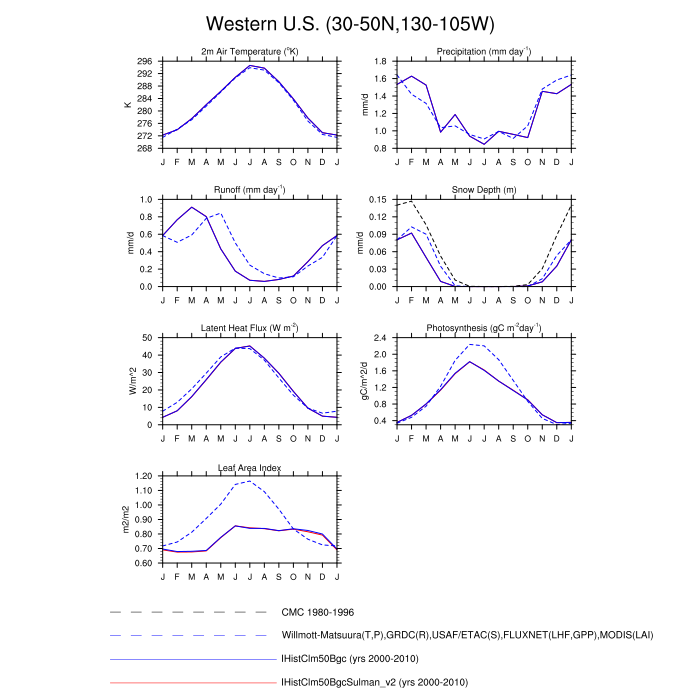 Western U.S. (30-50N,130-105W)
2m Air Temperature (°K)
296
292
288
284
280
276
272
268
K
J F M A M J J A S O N D J
Precipitation (mm day⁻¹)
1.8
1.6
1.4
1.2
1.0
0.8
mm/d
J F M A M J J A S O N D J
Runoff (mm day⁻¹)
1.0
0.8
0.6
0.4
0.2
0.0
mm/d
J F M A M J J A S O N D J
Snow Depth (m)
0.15
0.12
0.09
0.06
0.03
0.00
mm/d
J F M A M J J A S O N D J
Latent Heat Flux (W m⁻²)
50
40
30
20
10
0
W/m^2
J F M A M J J A S O N D J
Photosynthesis (gC m⁻²day⁻¹)
2.4
2.0
1.6
1.2
0.8
0.4
gC/m^2/d
J F M A M J J A S O N D J
Leaf Area Index
1.20
1.10
1.00
0.90
0.80
0.70
0.60
m2/m2
J F M A M J J A S O N D J
CMC 1980-1996
Willmott-Matsuura(T,P),GRDC(R),USAF/ETAC(S),FLUXNET(LHF,GPP),MODIS(LAI)
IHistClm50Bgc (yrs 2000-2010)
IHistClm50BgcSulman_v2 (yrs 2000-2010)